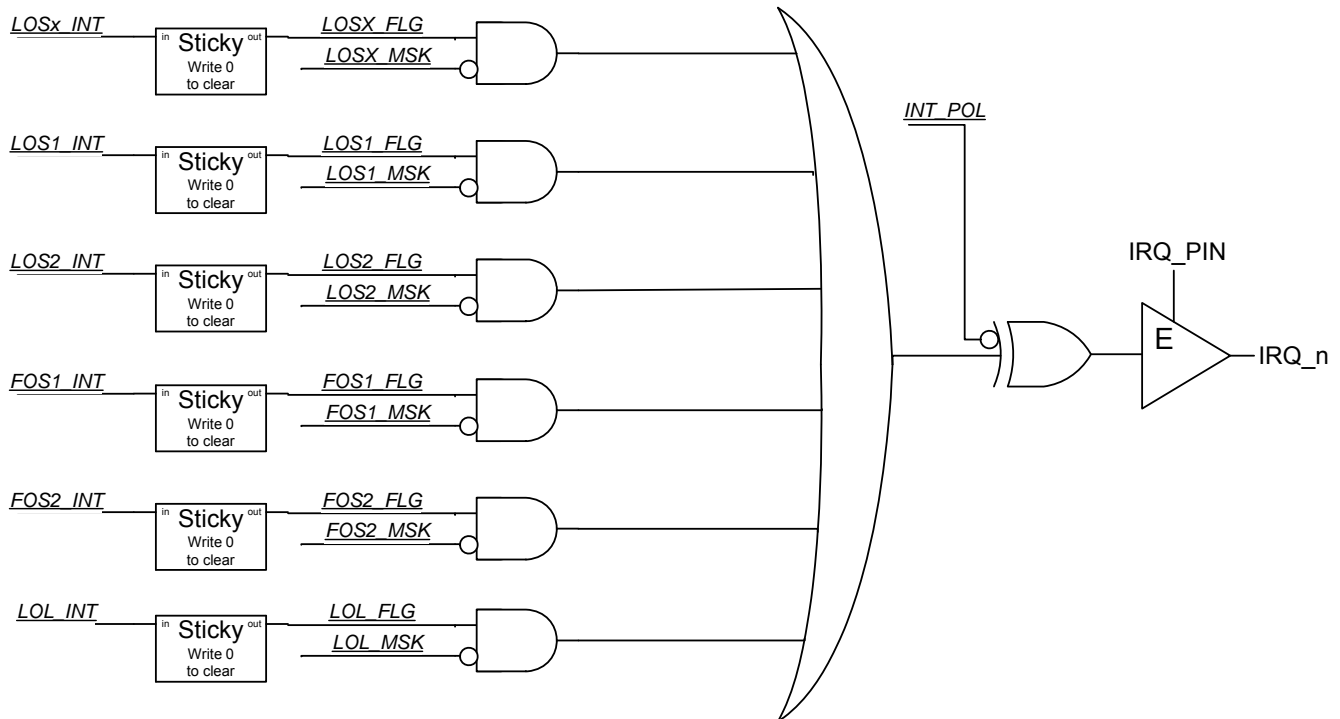 LOSx_INT
in Sticky out
Write 0
to clear
LOSX_FLG
LOSX_MSK
LOS1_INT
in Sticky out
Write 0
to clear
LOS1_FLG
LOS1_MSK
LOS2_INT
in Sticky out
Write 0
to clear
LOS2_FLG
LOS2_MSK
FOS1_INT
in Sticky out
Write 0
to clear
FOS1_FLG
FOS1_MSK
FOS2_INT
in Sticky out
Write 0
to clear
FOS2_FLG
FOS2_MSK
LOL_INT
in Sticky out
Write 0
to clear
LOL_FLG
LOL_MSK
INT_POL
IRQ_PIN
E
IRQ_n